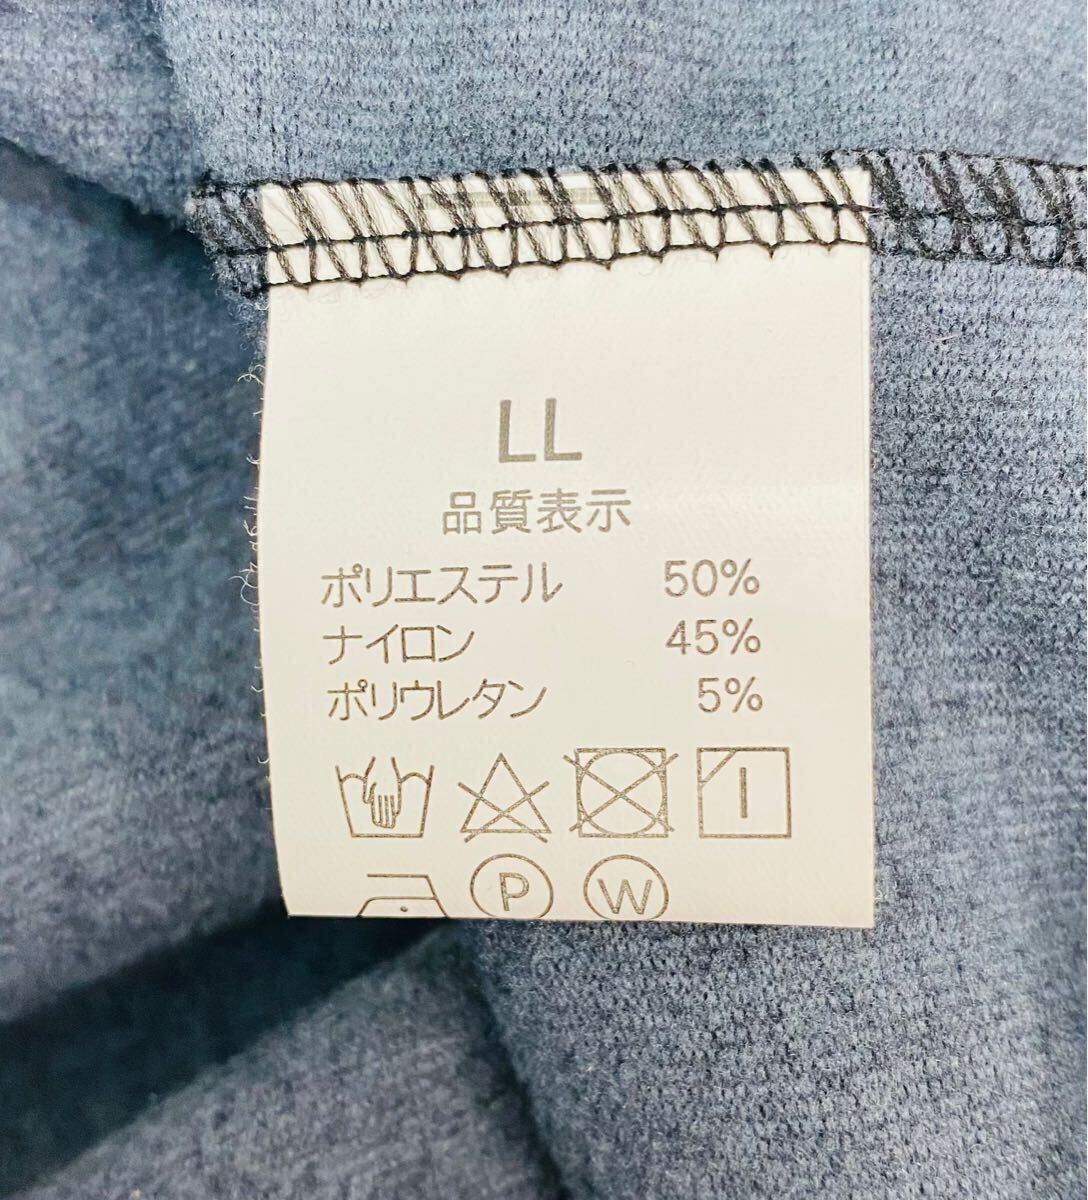 LL
品質表示
ポリエステル 50%
ナイロン 45%
ポリウレタン 5%
P W